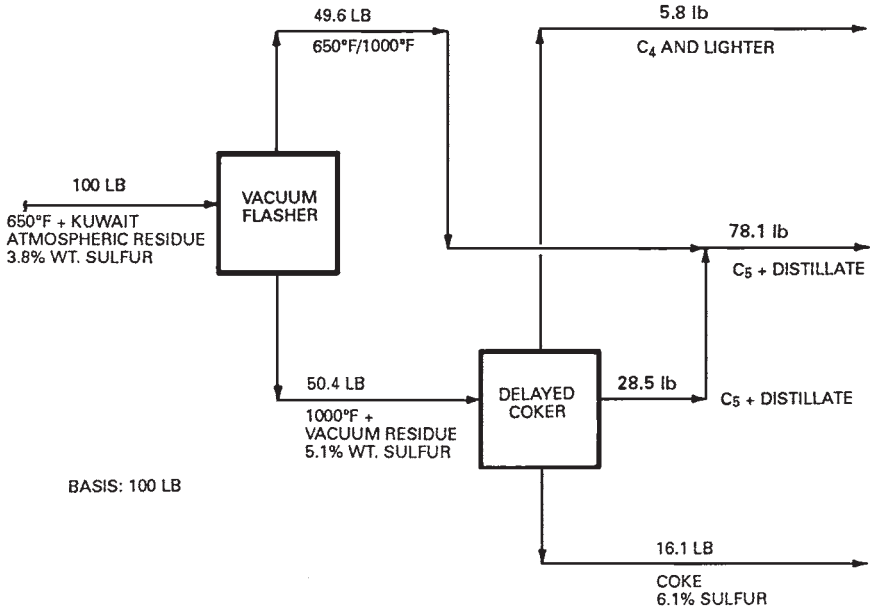 49.6 LB
650°F/1000°F
5.8 lb
C₄ AND LIGHTER
100 LB
650°F + KUWAIT
ATMOSPHERIC RESIDUE
3.8% WT. SULFUR
VACUUM
FLASHER
78.1 lb
C₅ + DISTILLATE
50.4 LB
1000°F +
VACUUM RESIDUE
5.1% WT. SULFUR
DELAYED
COKER
28.5 lb
C₅ + DISTILLATE
BASIS: 100 LB
16.1 LB
COKE
6.1% SULFUR